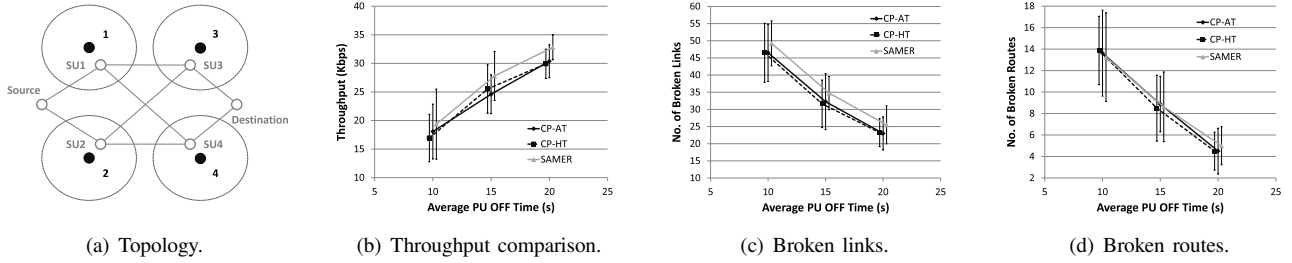 1
3
SU1
SU3
Source
Destination
SU2
SU4
2
4
(a) Topology.
Throughput (Kbps)
40
35
30
25
20
15
10
5
10
15
20
25
CP-AT
CP-HT
SAMER
Average PU OFF Time (s)
(b) Throughput comparison.
No. of Broken Links
60
55
50
45
40
35
30
25
20
15
10
5
10
15
20
25
CP-AT
CP-HT
SAMER
Average PU OFF Time (s)
(c) Broken links.
No. of Broken Routes
18
16
14
12
10
8
6
4
2
5
10
15
20
25
CP-AT
CP-HT
SAMER
Average PU OFF Time (s)
(d) Broken routes.